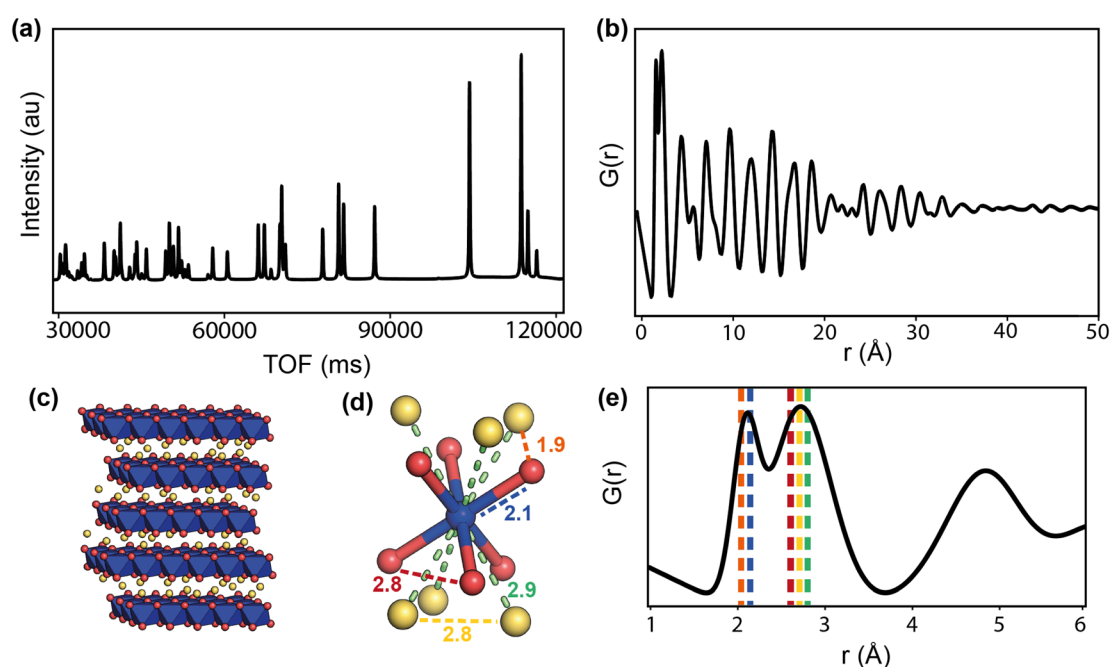 (a)
Intensity (au)
30000 60000 90000 120000
TOF (ms)
(b)
G(r)
0 10 20 30 40 50
r (Å)
(c)
(d)
1.9
2.1
2.8
2.9
2.8
(e)
G(r)
1 2 3 4 5 6
r (Å)